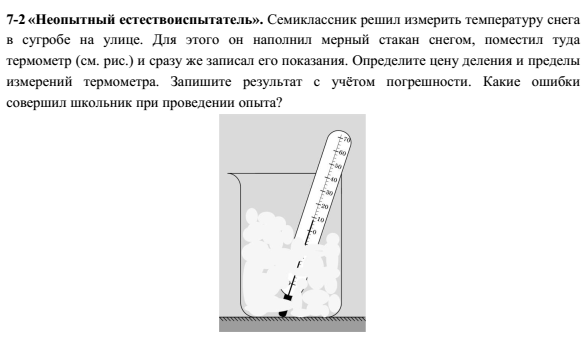 7-2 «Неопытный естествоиспытатель». Семиклассник решил измерить температуру снега
в сугробе на улице. Для этого он наполнил мерный стакан снегом, поместил туда
термометр (см. рис.) и сразу же записал его показания. Определите цену деления и пределы
измерений термометра. Запишите результат с учётом погрешности. Какие ошибки
совершил школьник при проведении опыта?
70
60
50
40
30
20
10
0